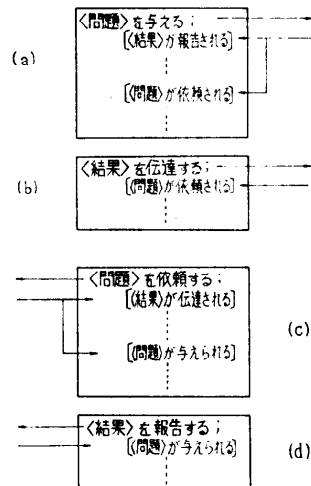 (a)
〈問題〉を与える;
[〈結果〉が報告される]
[〈問題〉が依頼される]
(b)
〈結果〉を伝達する;
[〈問題〉が依頼される]
(c)
〈問題〉を依頼する;
[〈結果〉が伝達される]
[〈問題〉が与えられる]
(d)
〈結果〉を報告する;
[〈問題〉が与えられる]